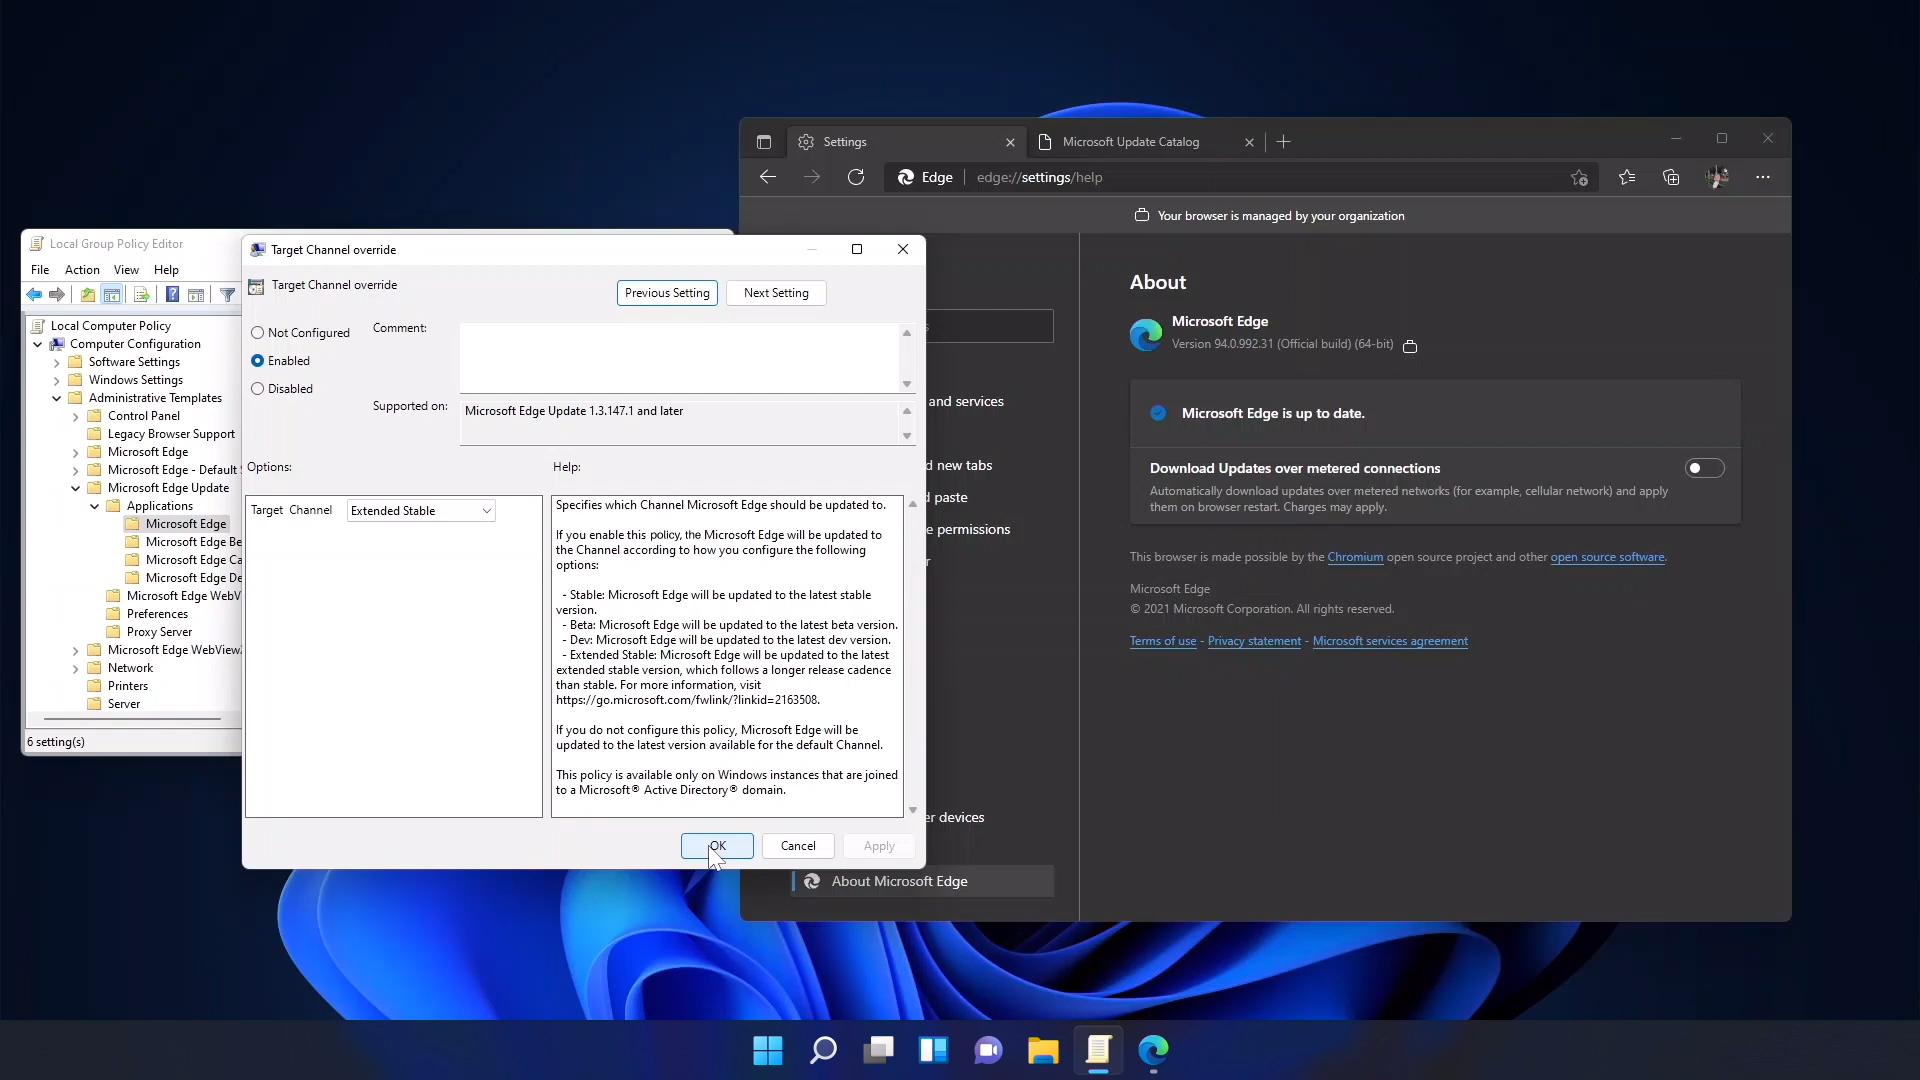 Settings
Microsoft Update Catalog
Edge
edge://settings/help
Your browser is managed by your organization
Local Group Policy Editor
File Action View Help
Local Computer Policy
Computer Configuration
Software Settings
Windows Settings
Administrative Templates
Control Panel
Legacy Browser Support
Microsoft Edge
Microsoft Edge - Default S
Microsoft Edge Update
Applications
Microsoft Edge
Microsoft Edge Be
Microsoft Edge Ca
Microsoft Edge De
Microsoft Edge WebV
Preferences
Proxy Server
Microsoft Edge WebView
Network
Printers
Server
6 setting(s)
Target Channel override
Target Channel override
Previous Setting
Next Setting
Not Configured
Enabled
Disabled
Comment:
Supported on:
Microsoft Edge Update 1.3.147.1 and later
Options:
Help:
Target Channel
Extended Stable
Specifies which Channel Microsoft Edge should be updated to.
If you enable this policy, the Microsoft Edge will be updated to
the Channel according to how you configure the following
options:
- Stable: Microsoft Edge will be updated to the latest stable
version.
- Beta: Microsoft Edge will be updated to the latest beta version.
- Dev: Microsoft Edge will be updated to the latest dev version.
- Extended Stable: Microsoft Edge will be updated to the latest
extended stable version, which follows a longer release cadence
than stable. For more information, visit
https://go.microsoft.com/fwlink/?linkid=2163508.
If you do not configure this policy, Microsoft Edge will be
updated to the latest version available for the default Channel.
This policy is available only on Windows instances that are joined
to a Microsoft® Active Directory® domain.
OK
Cancel
Apply
s
and services
d new tabs
d paste
e permissions
r
er devices
About Microsoft Edge
About
Microsoft Edge
Version 94.0.992.31 (Official build) (64-bit)
Microsoft Edge is up to date.
Download Updates over metered connections
Automatically download updates over metered networks (for example, cellular network) and apply
them on browser restart. Charges may apply.
This browser is made possible by the Chromium open source project and other open source software.
Microsoft Edge
© 2021 Microsoft Corporation. All rights reserved.
Terms of use - Privacy statement - Microsoft services agreement